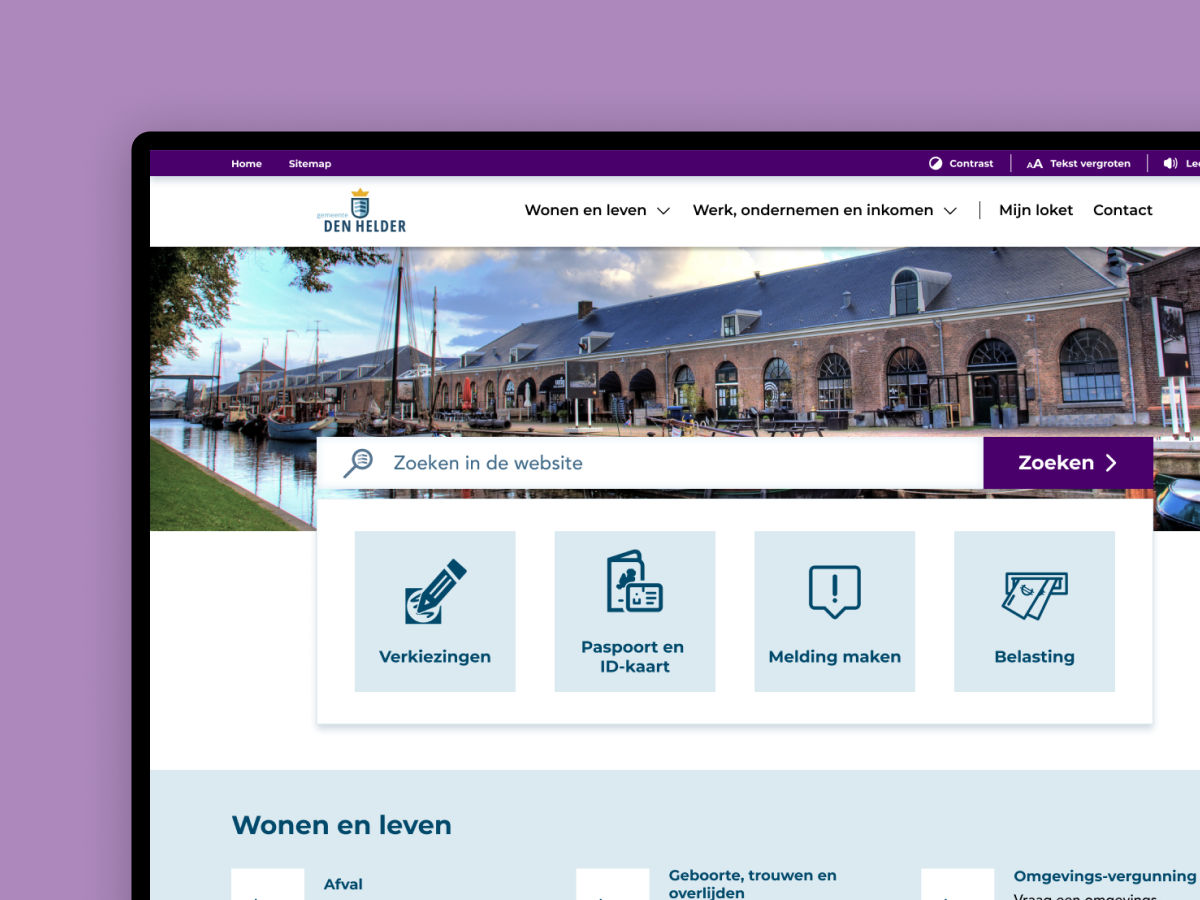 Home Sitemap Contrast AA Tekst vergroten
gemeente
DEN HELDER
Wonen en leven Werk, ondernemen en inkomen Mijn loket Contact
Zoeken in de website Zoeken
Verkiezingen
Paspoort en
ID-kaart
Melding maken
Belasting
Wonen en leven
Afval
Geboorte, trouwen en
overlijden
Omgevings-vergunning
Vraag een omgevings